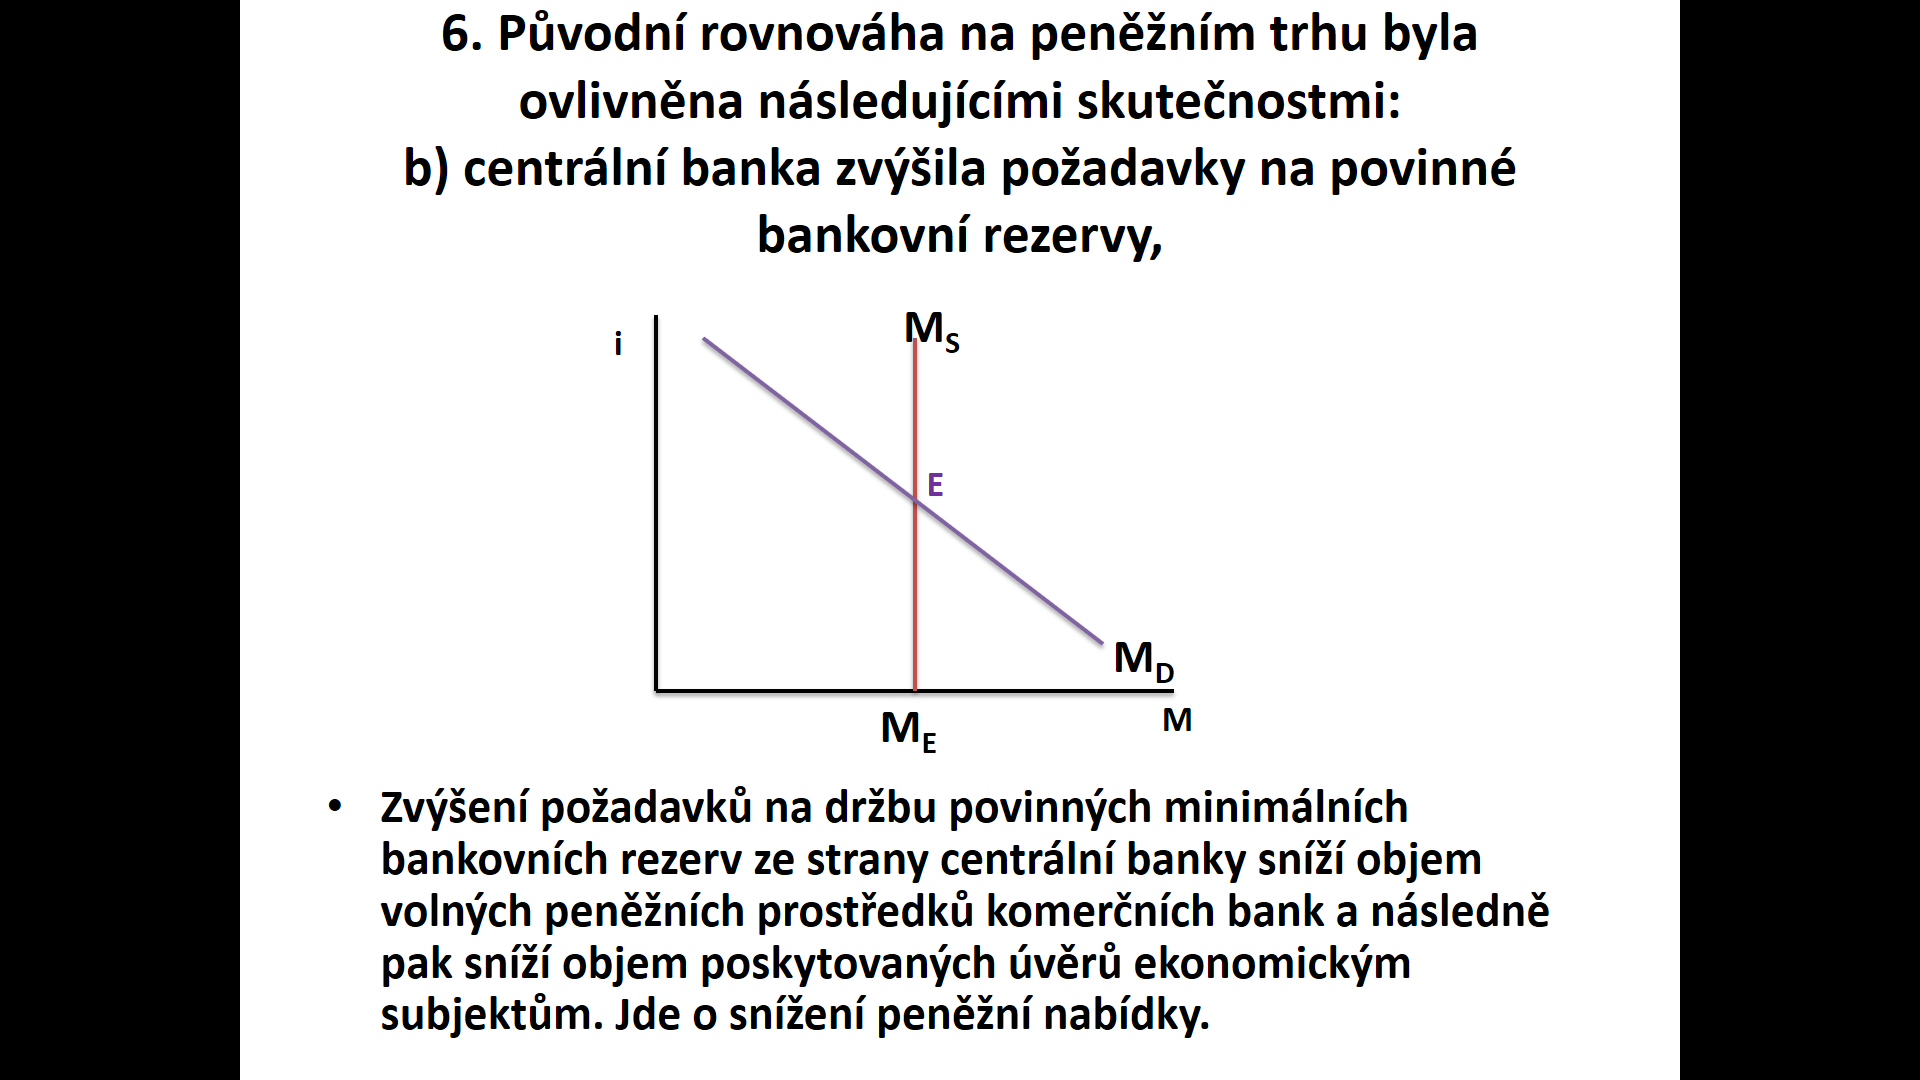 6. Původní rovnováha na peněžním trhu byla
ovlivněna následujícími skutečnostmi:
b) centrální banka zvýšila požadavky na povinné
bankovní rezervy,
i
MS
E
MD
M
ME
• Zvýšení požadavků na držbu povinných minimálních
bankovních rezerv ze strany centrální banky sníží objem
volných peněžních prostředků komerčních bank a následně
pak sníží objem poskytovaných úvěrů ekonomickým
subjektům. Jde o snížení peněžní nabídky.